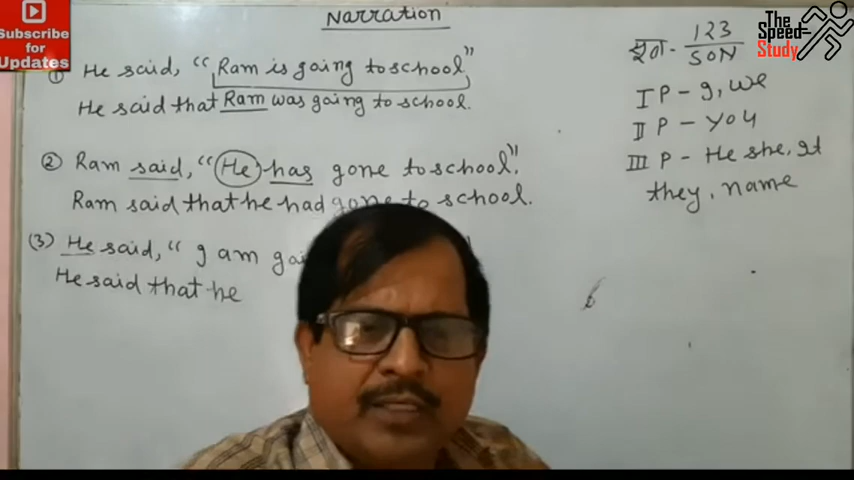 Subscribe
for
Updates
The
Speed
Study
Narration
① He said, “Ram is going to school”
He said that Ram was going to school.
② Ram said, “He has gone to school”.
Ram said that he had gone to school.
(3) He said, “I am
He said that he
सूत्र - 123
SON
I P - I, we
II P - You
III P - He she, It
they, name